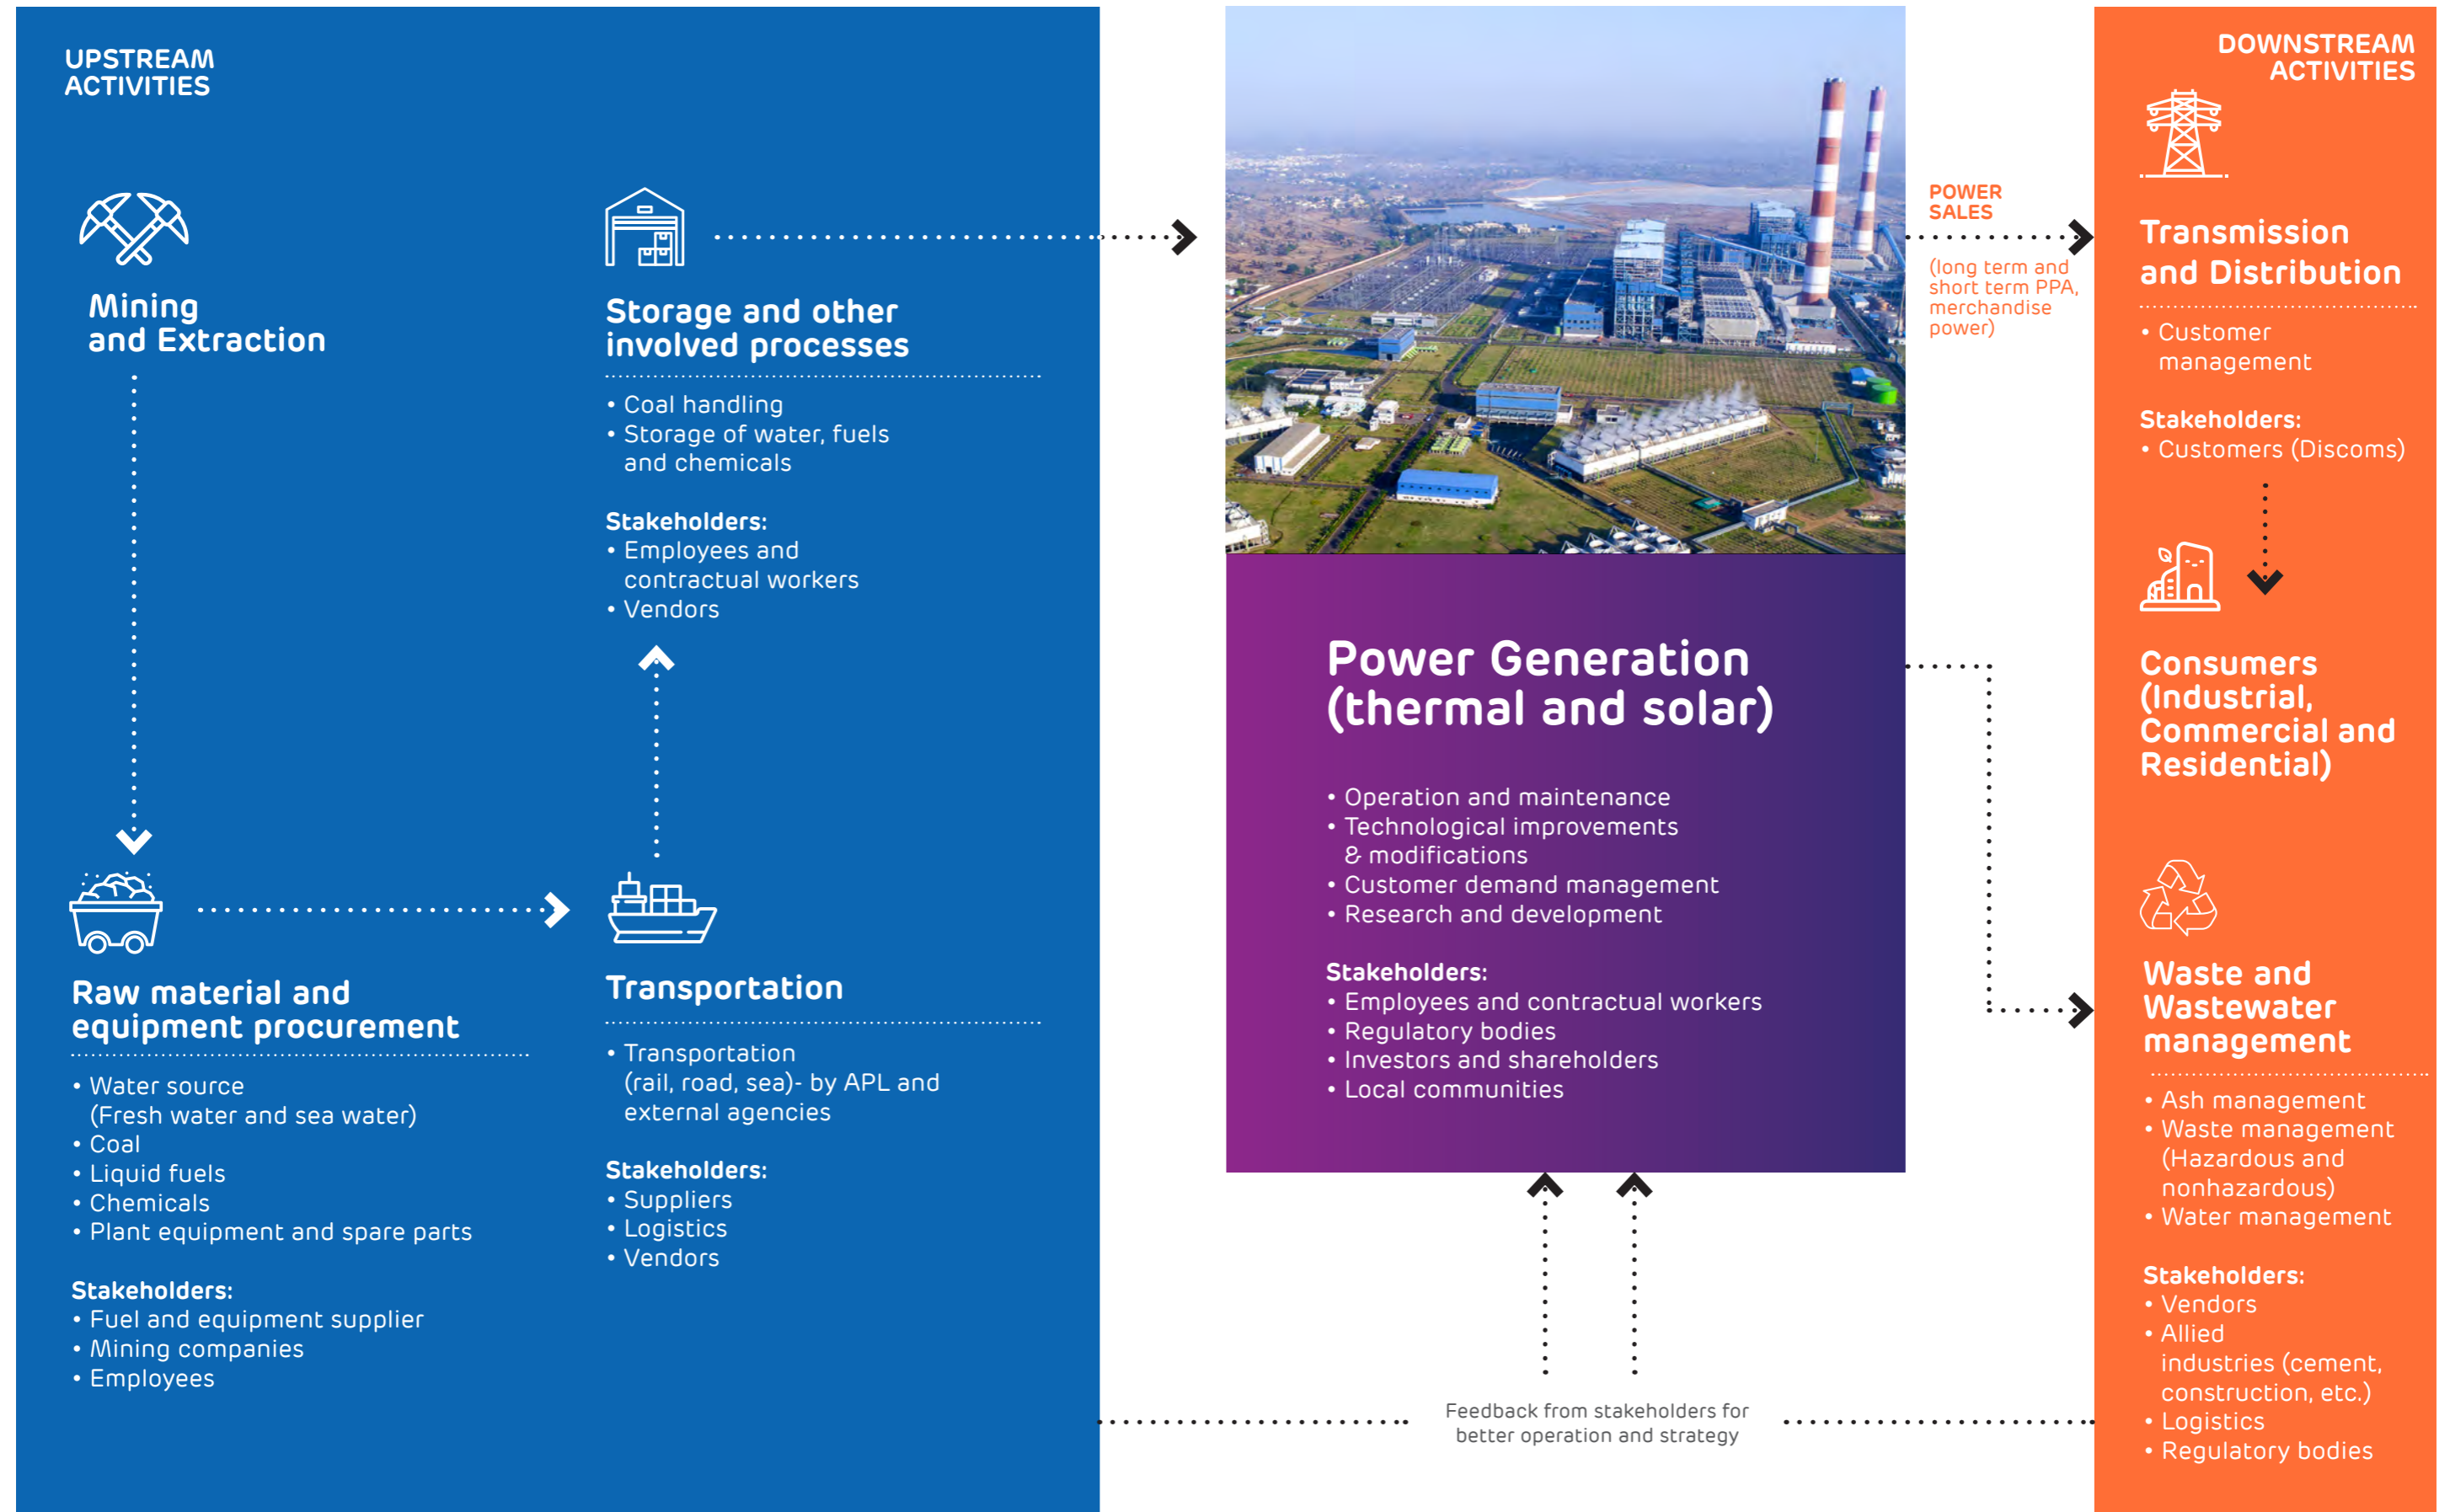 UPSTREAM
ACTIVITIES
Mining
and Extraction
Raw material and
equipment procurement
• Water source
(Fresh water and sea water)
• Coal
• Liquid fuels
• Chemicals
• Plant equipment and spare parts
Stakeholders:
• Fuel and equipment supplier
• Mining companies
• Employees
Storage and other
involved processes
• Coal handling
• Storage of water, fuels
and chemicals
Stakeholders:
• Employees and
contractual workers
• Vendors
Transportation
• Transportation
(rail, road, sea)- by APL and
external agencies
Stakeholders:
• Suppliers
• Logistics
• Vendors
Power Generation
(thermal and solar)
• Operation and maintenance
• Technological improvements
& modifications
• Customer demand management
• Research and development
Stakeholders:
• Employees and contractual workers
• Regulatory bodies
• Investors and shareholders
• Local communities
Feedback from stakeholders for
better operation and strategy
POWER
SALES
(long term and
short term PPA,
merchandise
power)
DOWNSTREAM
ACTIVITIES
Transmission
and Distribution
• Customer
management
Stakeholders:
• Customers (Discoms)
Consumers
(Industrial,
Commercial and
Residential)
Waste and
Wastewater
management
• Ash management
• Waste management
(Hazardous and
nonhazardous)
• Water management
Stakeholders:
• Vendors
• Allied
industries (cement,
construction, etc.)
• Logistics
• Regulatory bodies